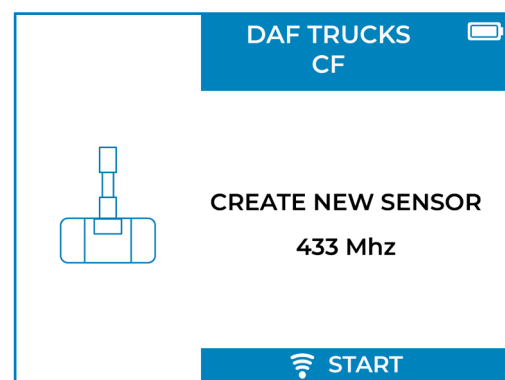 DAF TRUCKS
CF
CREATE NEW SENSOR
433 Mhz
START